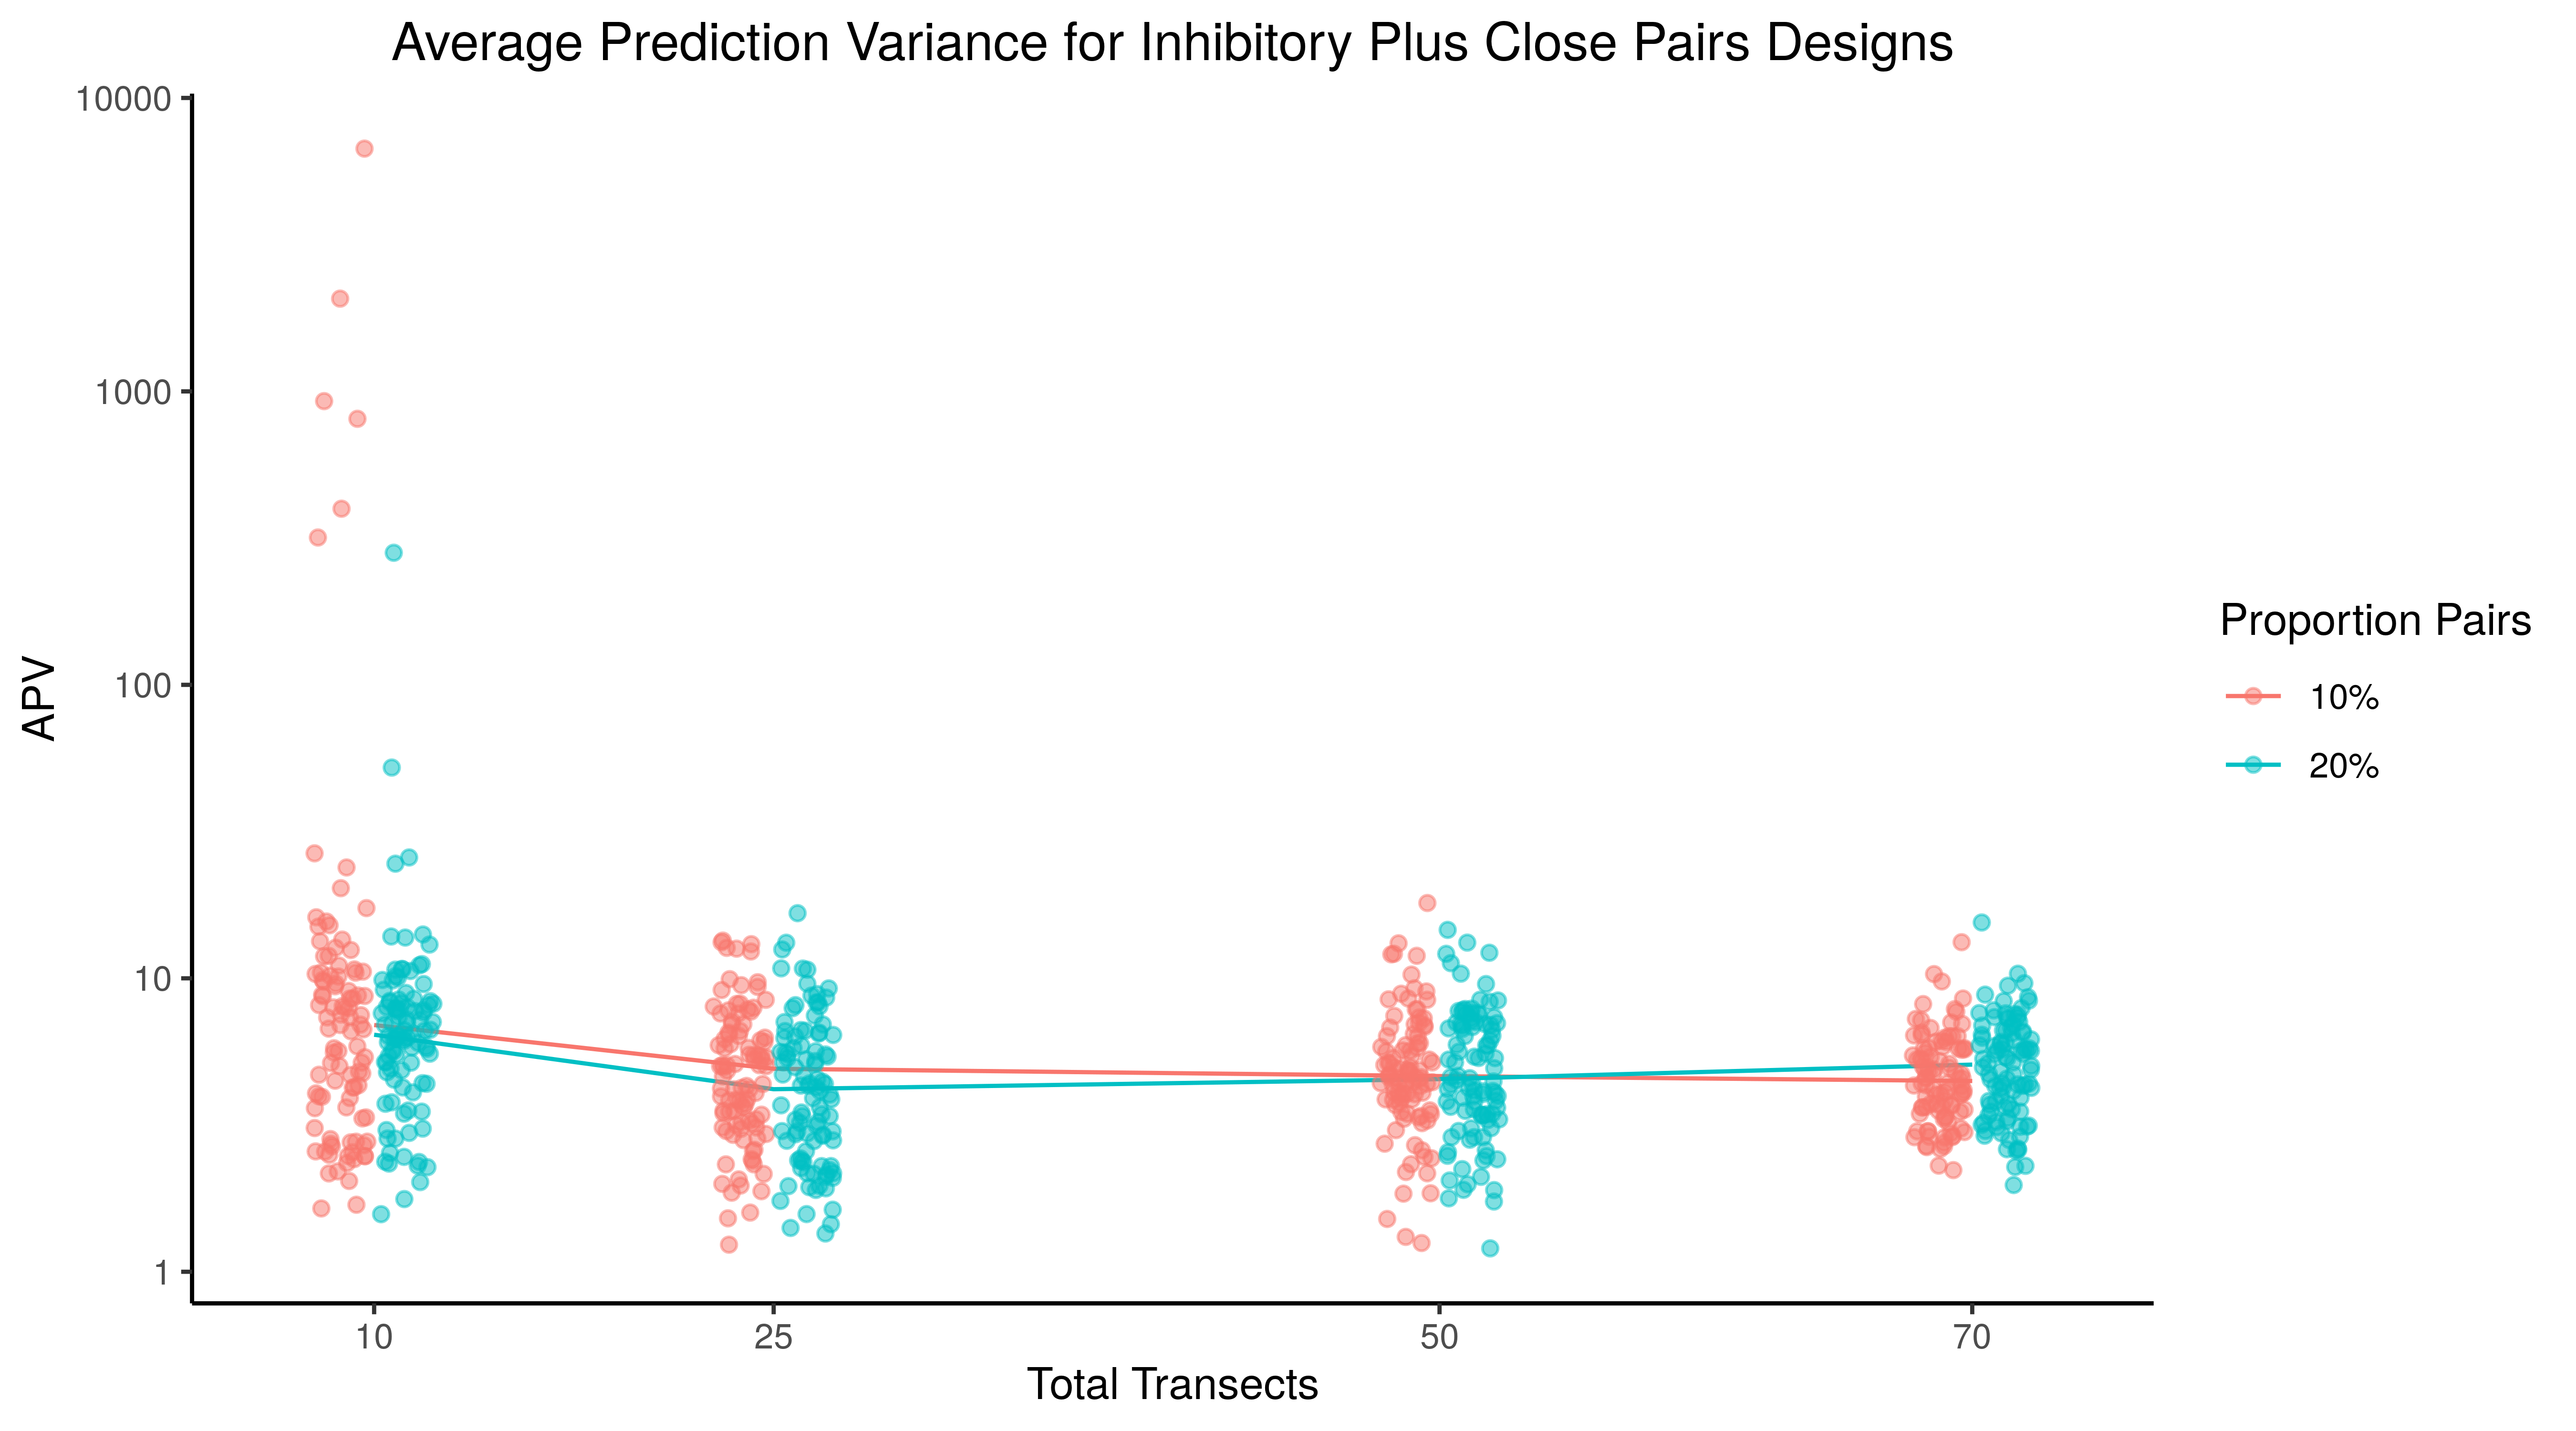 Average Prediction Variance for Inhibitory Plus Close Pairs Designs
10000
1000
100
10
1
APV
10
25
50
70
Total Transects
Proportion Pairs
10%
20%